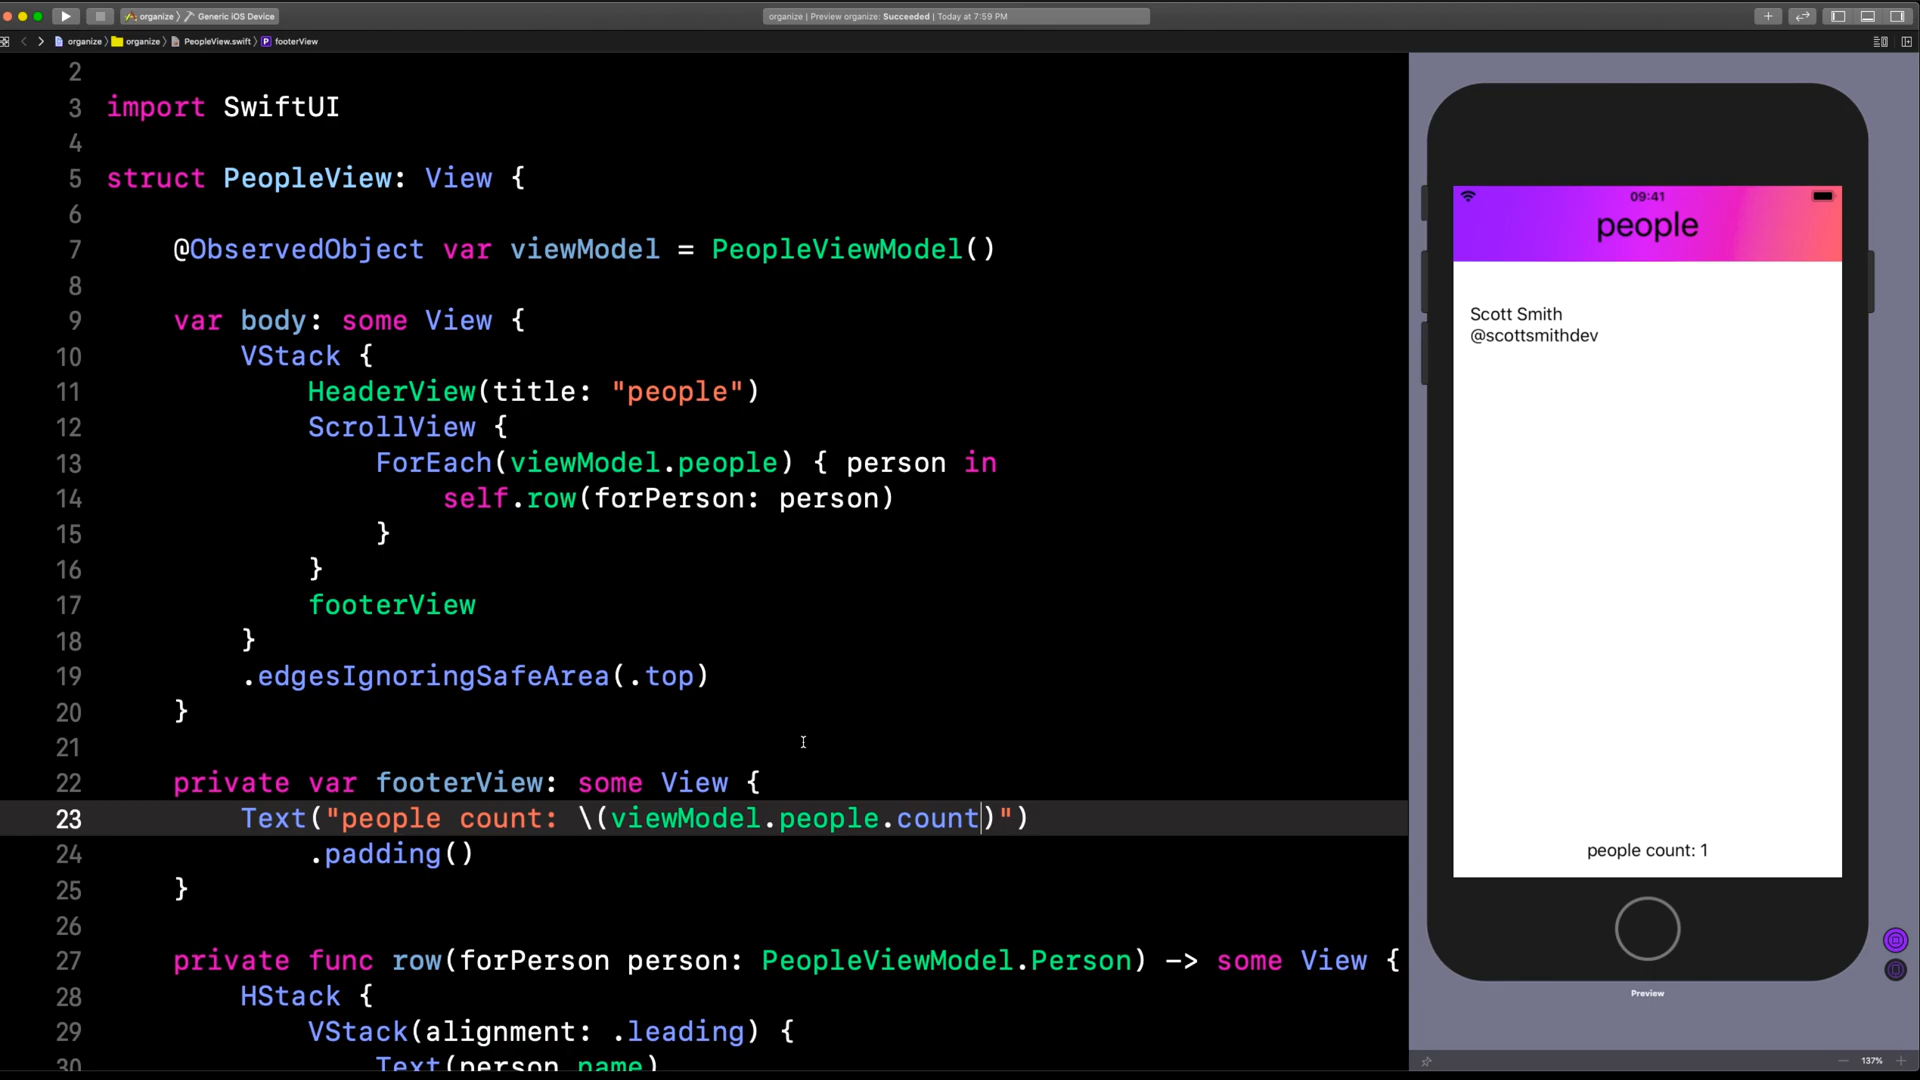 organize > Generic iOS Device
organize | Preview organize: Succeeded | Today at 7:59 PM
organize > organize > PeopleView.swift > P footerView
2
3 import SwiftUI
4
5 struct PeopleView: View {
6
7 @ObservedObject var viewModel = PeopleViewModel()
8
9 var body: some View {
10 VStack {
11 HeaderView(title: "people")
12 ScrollView {
13 ForEach(viewModel.people) { person in
14 self.row(forPerson: person)
15 }
16 }
17 footerView
18 }
19 .edgesIgnoringSafeArea(.top)
20 }
21
22 private var footerView: some View {
23 Text("people count: \(viewModel.people.count)")
24 .padding()
25 }
26
27 private func row(forPerson person: PeopleViewModel.Person) -> some View {
28 HStack {
29 VStack(alignment: .leading) {
30 Text(person.name)
09:41
people
Scott Smith
@scottsmithdev
people count: 1
Preview
137%